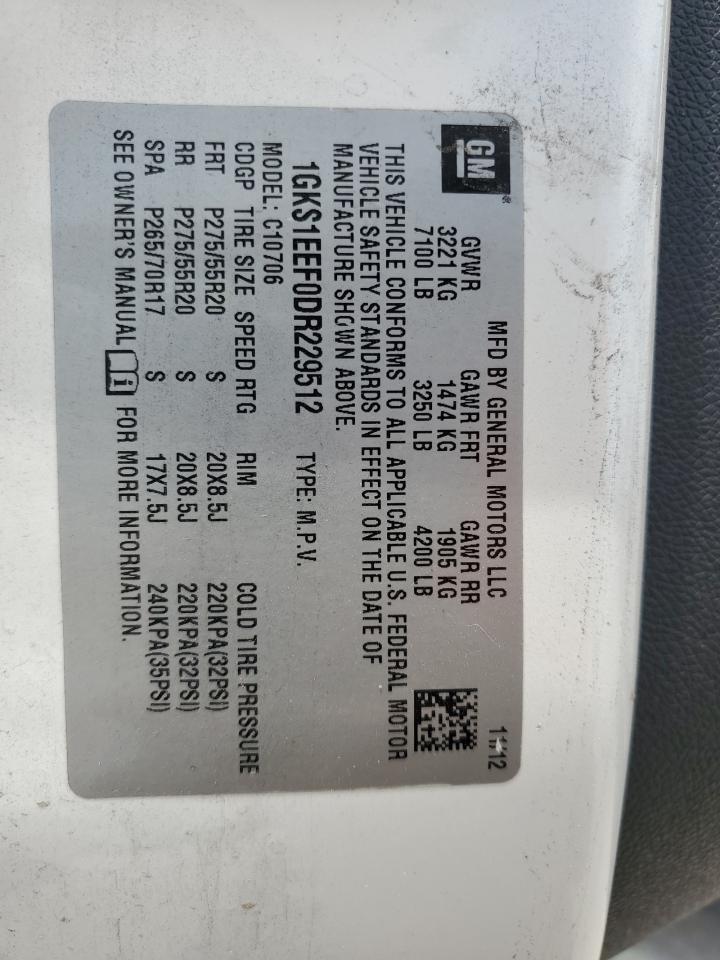 GM®
MFD BY GENERAL MOTORS LLC 11/12
GVWR GAWR FRT GAWR RR
3221 KG 1474 KG 1905 KG
7100 LB 3250 LB 4200 LB
THIS VEHICLE CONFORMS TO ALL APPLICABLE U.S. FEDERAL MOTOR
VEHICLE SAFETY STANDARDS IN EFFECT ON THE DATE OF
MANUFACTURE SHOWN ABOVE.
1GKS1EEF0DR229512 TYPE: M.P.V.
MODEL: C10706
CDGP TIRE SIZE SPEED RTG RIM COLD TIRE PRESSURE
FRT P275/55R20 S 20X8.5J 220KPA(32PSI)
RR P275/55R20 S 20X8.5J 220KPA(32PSI)
SPA P265/70R17 S 17X7.5J 240KPA(35PSI)
SEE OWNER'S MANUAL FOR MORE INFORMATION.